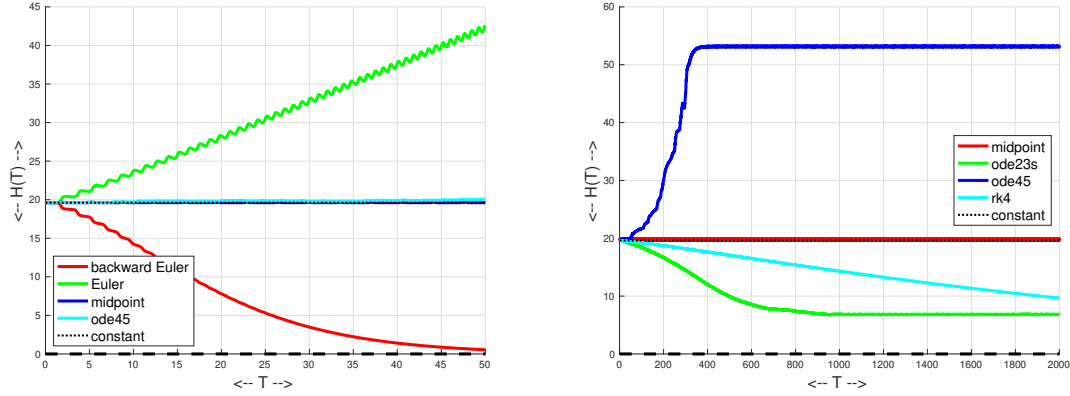 45
40
35
30
25
20
15
10
5
0
<-- H(T) -->
backward Euler
Euler
midpoint
ode45
constant
0 5 10 15 20 25 30 35 40 45 50
<-- T -->
60
50
40
30
20
10
0
<-- H(T) -->
midpoint
ode23s
ode45
rk4
constant
0 200 400 600 800 1000 1200 1400 1600 1800 2000
<-- T -->